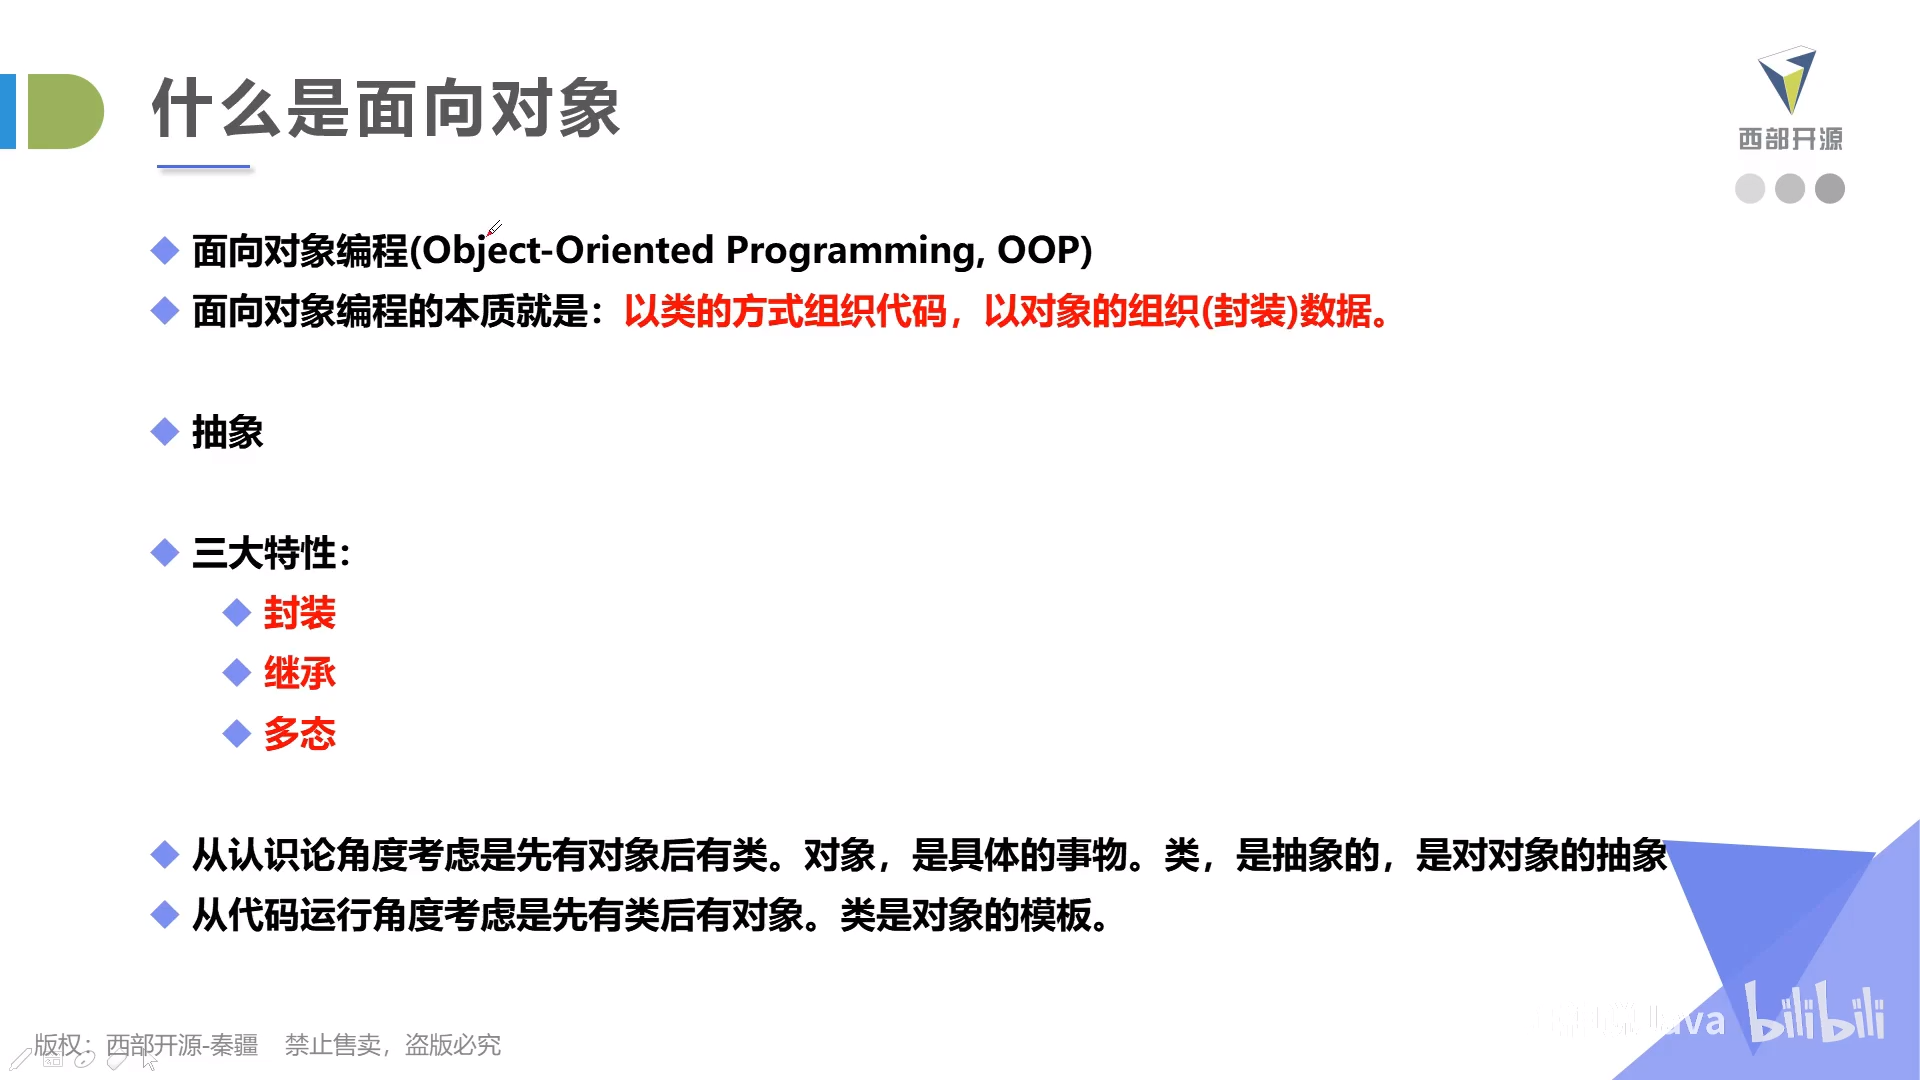 什么是面向对象
西部开源
面向对象编程(Object-Oriented Programming, OOP)
面向对象编程的本质就是：以类的方式组织代码，以对象的组织(封装)数据。
抽象
三大特性：
封装
继承
多态
从认识论角度考虑是先有对象后有类。对象，是具体的事物。类，是抽象的，是对对象的抽象
从代码运行角度考虑是先有类后有对象。类是对象的模板。
bilibili
版权：西部开源-秦疆 禁止售卖，盗版必究